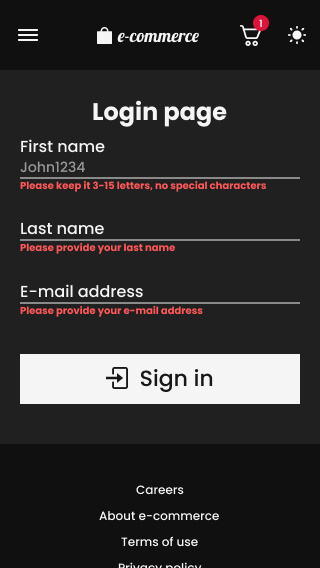 1
e-commerce
Login page
First name
John1234
Please keep it 3-15 letters, no special characters
Last name
Please provide your last name
E-mail address
Please provide your e-mail address
Sign in
Careers
About e-commerce
Terms of use
Privacy policy